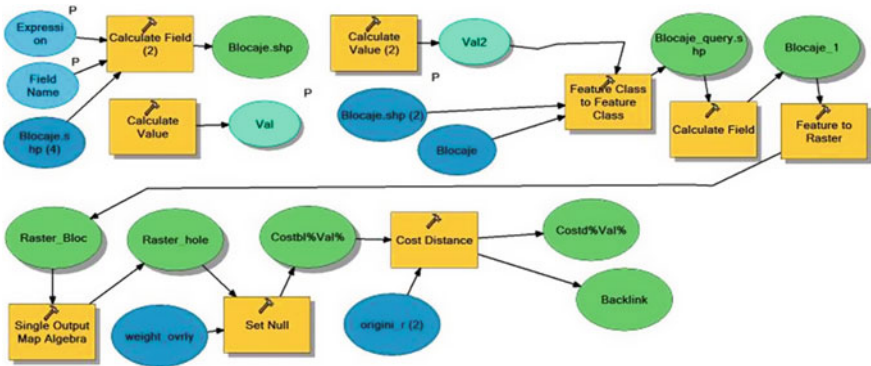 P
Expressi
on
Calculate Field
(2)
Blocaje.shp
P
Field
Name
Blocaje.s
hp (4)
Calculate
Value
Val
P
Calculate
Value (2)
Val2
P
Blocaje.shp (2)
Blocaje
Feature Class
to Feature
Class
Blocaje_query.s
hp
Calculate Field
Blocaje_1
Feature to
Raster
Raster_Bloc
Single Output
Map Algebra
Raster_hole
weight_ovrly
Set Null
Costbl%Val%
Cost Distance
origini_r (2)
Costd%Val%
Backlink